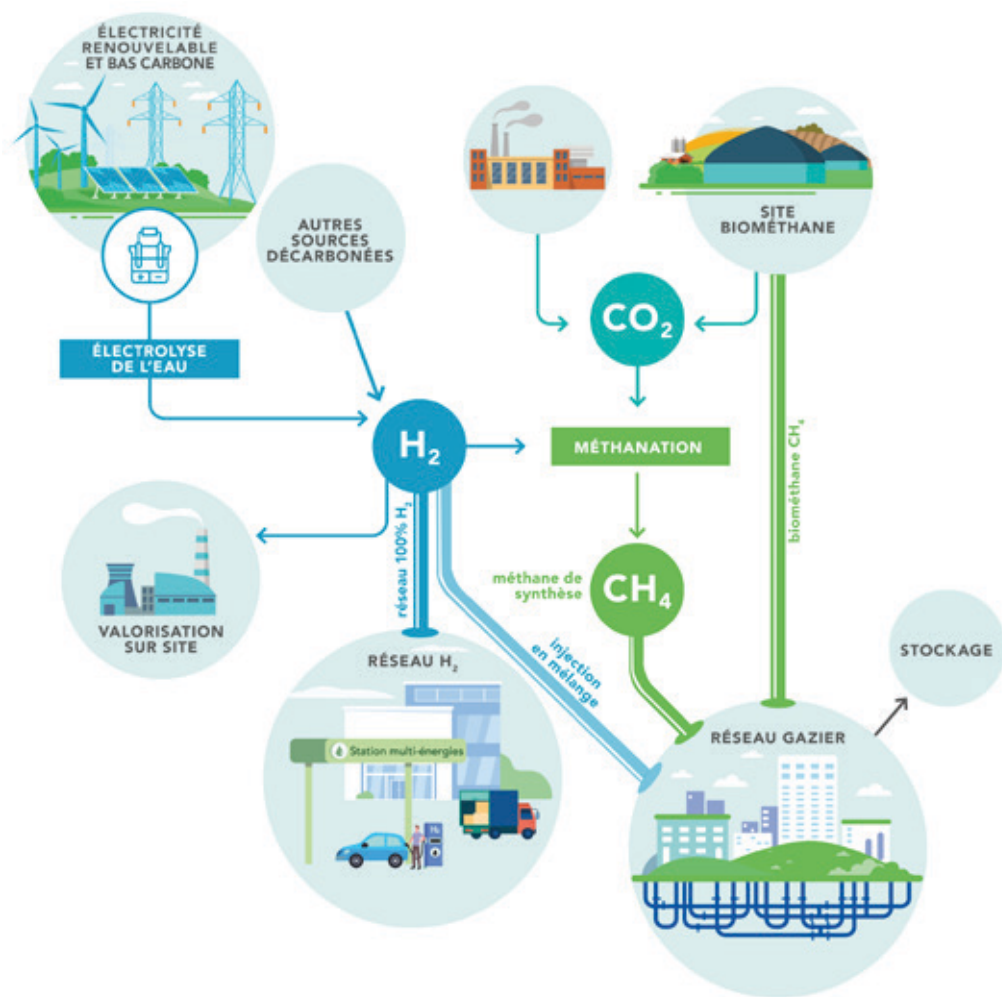 ÉLECTRICITÉ
RENOUVELABLE
ET BAS CARBONE
AUTRES
SOURCES
DÉCARBONÉES
SITE
BIOMÉTHANE
CO₂
ÉLECTROLYSE
DE L'EAU
H₂
MÉTHANATION
biométhane CH₄
réseau 100% H₂
méthane de
synthèse
CH₄
VALORISATION
SUR SITE
injection
en mélange
STOCKAGE
RÉSEAU H₂
Station multi-énergies
H₂
RÉSEAU GAZIER